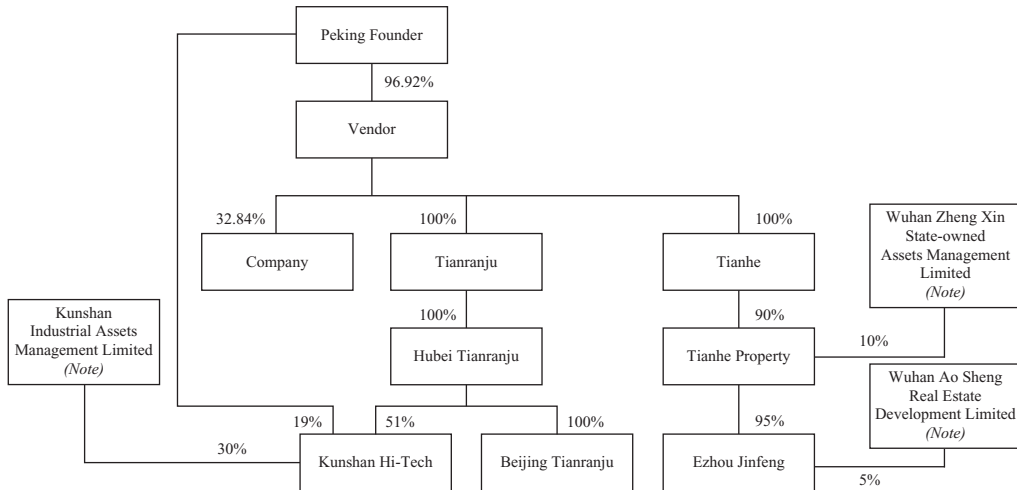 Peking Founder
96.92%
Vendor
32.84%
100%
100%
Company
Tianranju
Tianhe
Wuhan Zheng Xin
State-owned
Assets Management
Limited
(Note)
Kunshan
Industrial Assets
Management Limited
(Note)
100%
90%
Hubei Tianranju
Tianhe Property
10%
Wuhan Ao Sheng
Real Estate
Development Limited
(Note)
19%
51%
100%
95%
30%
Kunshan Hi-Tech
Beijing Tianranju
Ezhou Jinfeng
5%